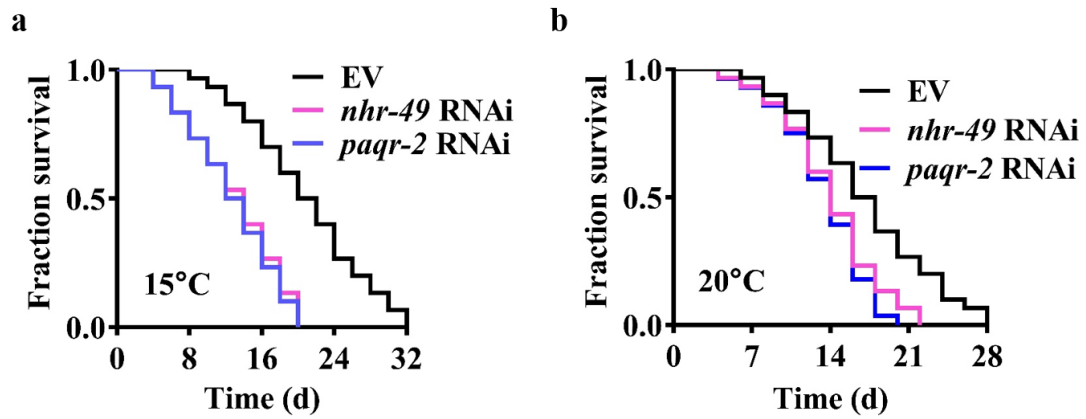 a
1.0
0.5
0.0
Fraction survival
EV
nhr-49 RNAi
paqr-2 RNAi
15°C
0 8 16 24 32
Time (d)
b
1.0
0.5
0.0
Fraction survival
EV
nhr-49 RNAi
paqr-2 RNAi
20°C
0 7 14 21 28
Time (d)